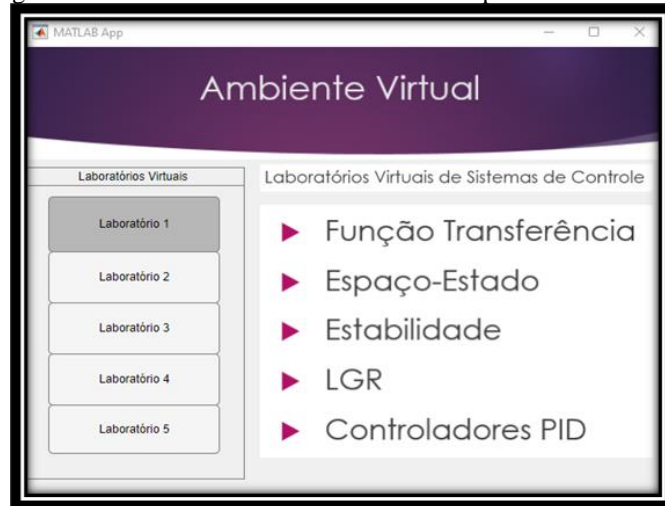 MATLAB App
Ambiente Virtual
Laboratórios Virtuais
Laboratórios Virtuais de Sistemas de Controle
Laboratório 1
Laboratório 2
Laboratório 3
Laboratório 4
Laboratório 5
Função Transferência
Espaço-Estado
Estabilidade
LGR
Controladores PID